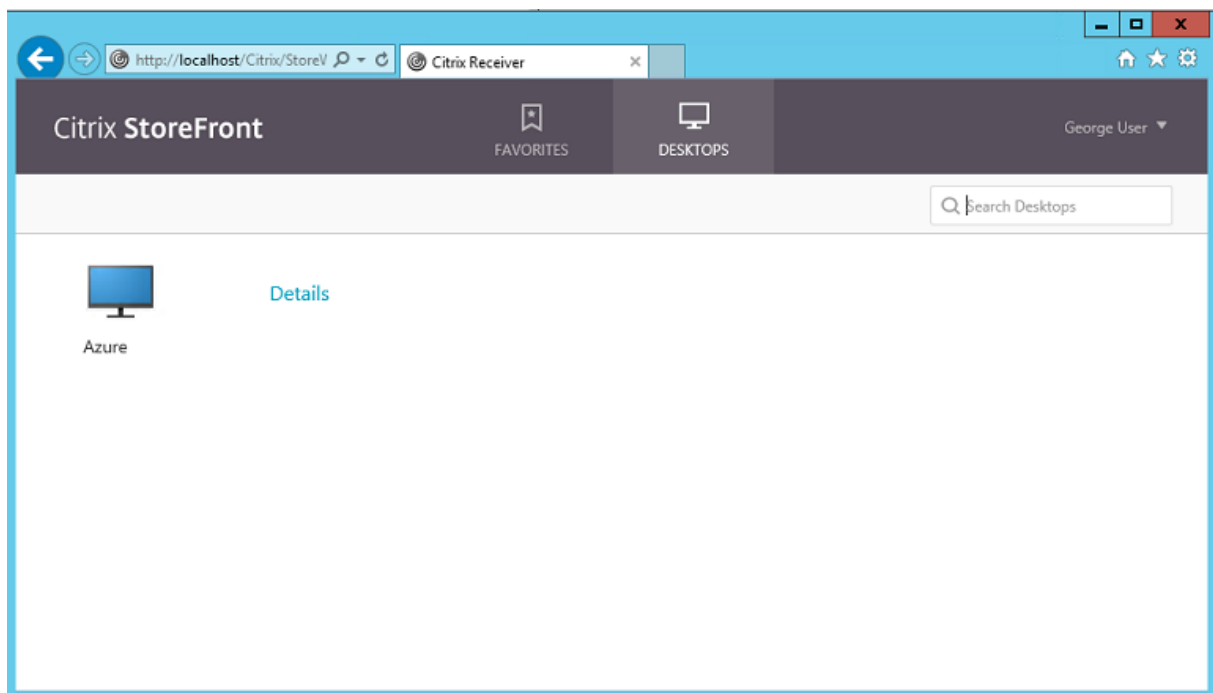 http://localhost/Citrix/StoreV
Citrix Receiver
Citrix StoreFront
FAVORITES
DESKTOPS
George User
Search Desktops
Details
Azure